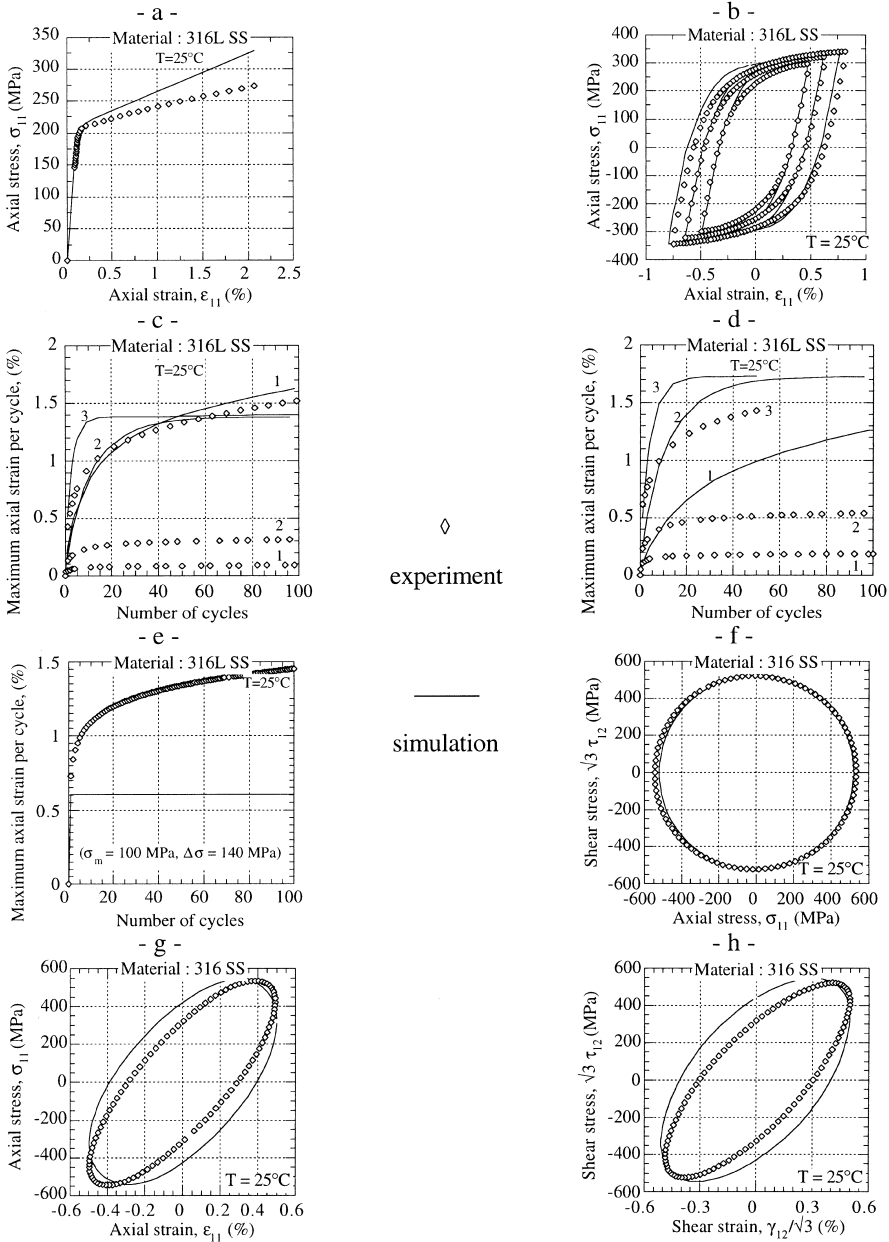 - a -
Material : 316L SS
T=25°C
350
300
250
200
150
100
50
0
0
0.5
1
1.5
2
2.5
Axial stress, σ11 (MPa)
Axial strain, ε11 (%)
- b -
Material : 316L SS
400
300
200
100
0
-100
-200
-300
-400
T = 25°C
-1
-0.5
0
0.5
1
Axial stress, σ11 (MPa)
Axial strain, ε11 (%)
- c -
Material : 316L SS
T=25°C
2
1.5
1
0.5
0
1
3
2
2
1
0
20
40
60
80
100
Maximum axial strain per cycle, (%)
Number of cycles
- d -
Material : 316L SS
T=25°C
2
1.5
1
0.5
0
3
2
3
1
2
1
0
20
40
60
80
100
Maximum axial strain per cycle, (%)
Number of cycles
◊
experiment
simulation
- e -
Material : 316L SS
T=25°C
1.5
1
0.5
0
(σm = 100 MPa, Δσ = 140 MPa)
0
20
40
60
80
100
Maximum axial strain per cycle, (%)
Number of cycles
- f -
Material : 316 SS
600
400
200
0
-200
-400
-600
T = 25°C
-600
-400
-200
0
200
400
600
Shear stress, √3 τ12 (MPa)
Axial stress, σ11 (MPa)
- g -
Material : 316 SS
600
400
200
0
-200
-400
-600
T = 25°C
-0.6
-0.4
-0.2
0
0.2
0.4
0.6
Axial stress, σ11 (MPa)
Axial strain, ε11 (%)
- h -
Material : 316 SS
600
400
200
0
-200
-400
-600
T = 25°C
-0.6
-0.3
0
0.3
0.6
Shear stress, √3 τ12 (MPa)
Shear strain, γ12/√3 (%)